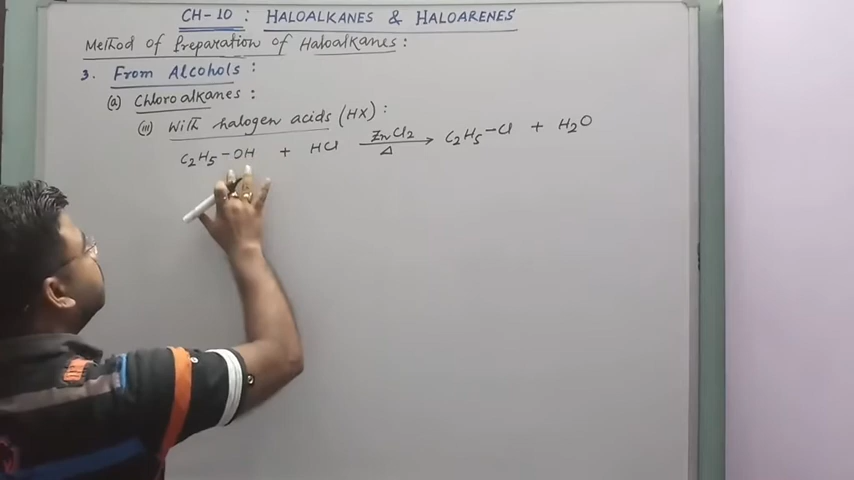 CH-10 : HALOALKANES & HALOARENES
Method of Preparation of Haloalkanes :
3. From Alcohols :
(a) Chloroalkanes :
(iii) With halogen acids (HX) :
C₂H₅-OH + HCl ZnCl₂ Δ → C₂H₅-Cl + H₂O